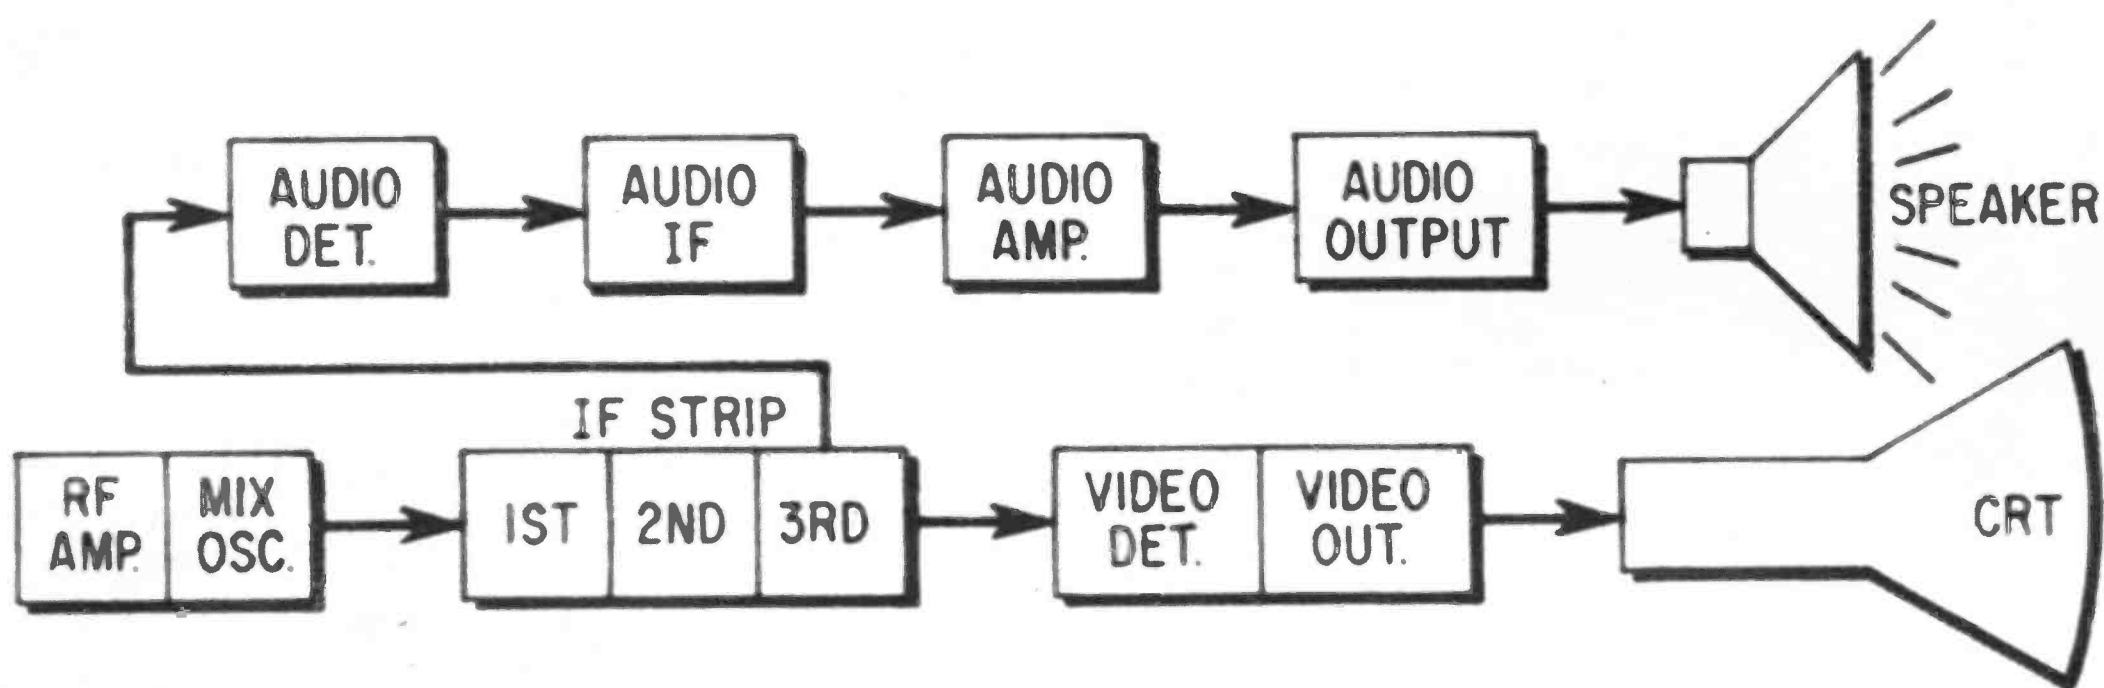 AUDIO
DET.
AUDIO
IF
AUDIO
AMP.
AUDIO
OUTPUT
SPEAKER
IF STRIP
RF
AMP.
MIX
OSC.
1ST
2ND
3RD
VIDEO
DET.
VIDEO
OUT.
CRT